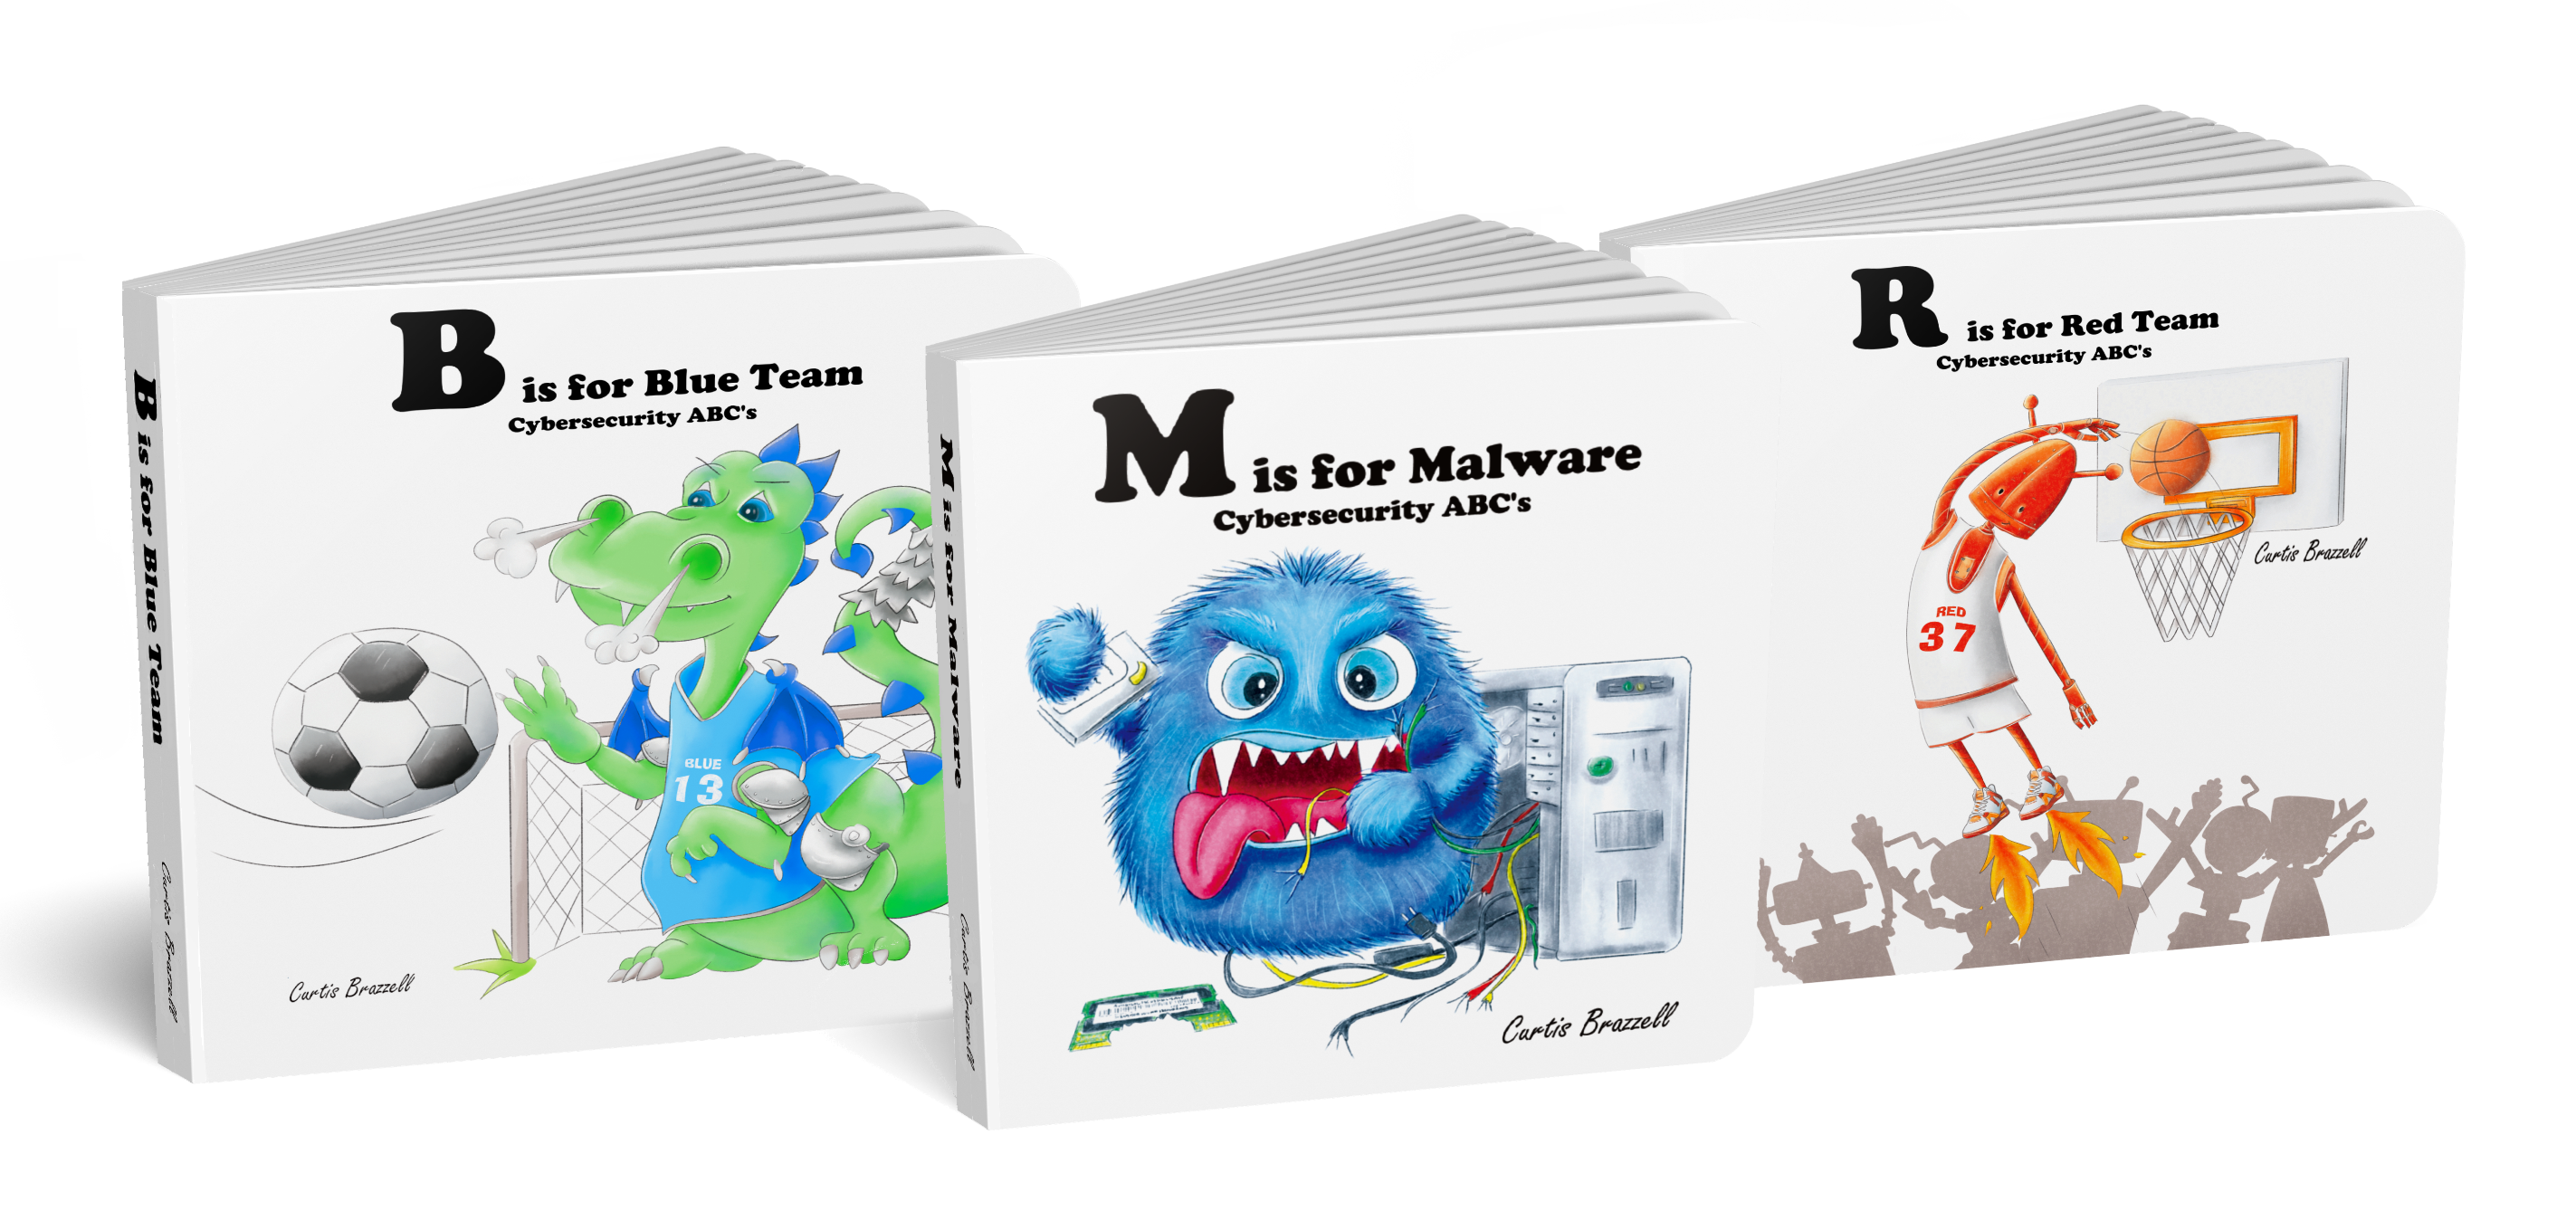 B is for Blue Team
Cybersecurity ABC's
BLUE
13
Curtis Brazzell
B is for Blue Team
Curtis Brazzell
M is for Malware
Cybersecurity ABC's
Curtis Brazzell
M is for Malware
Curtis Brazzell
R is for Red Team
Cybersecurity ABC's
Curtis Brazzell
RED
37